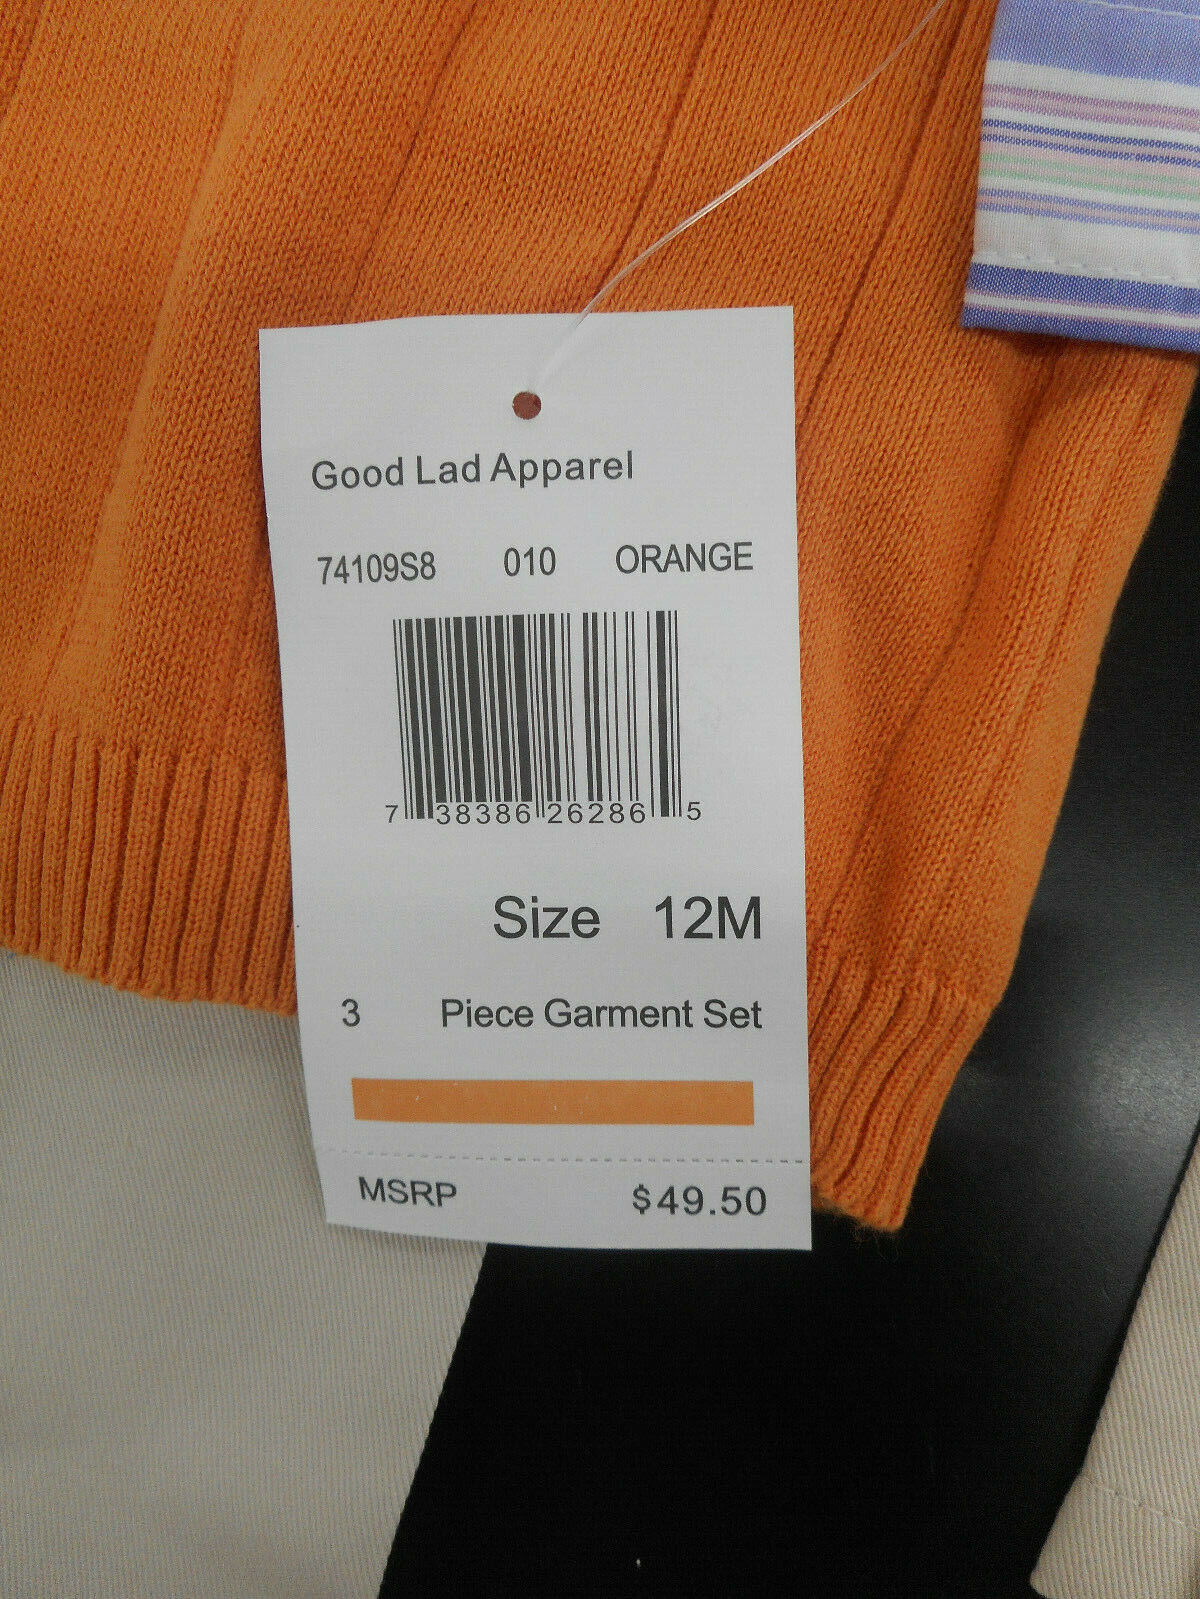 Good Lad Apparel
74109S8 010 ORANGE
7 38386 26286 5
Size 12M
3 Piece Garment Set
MSRP $49.50